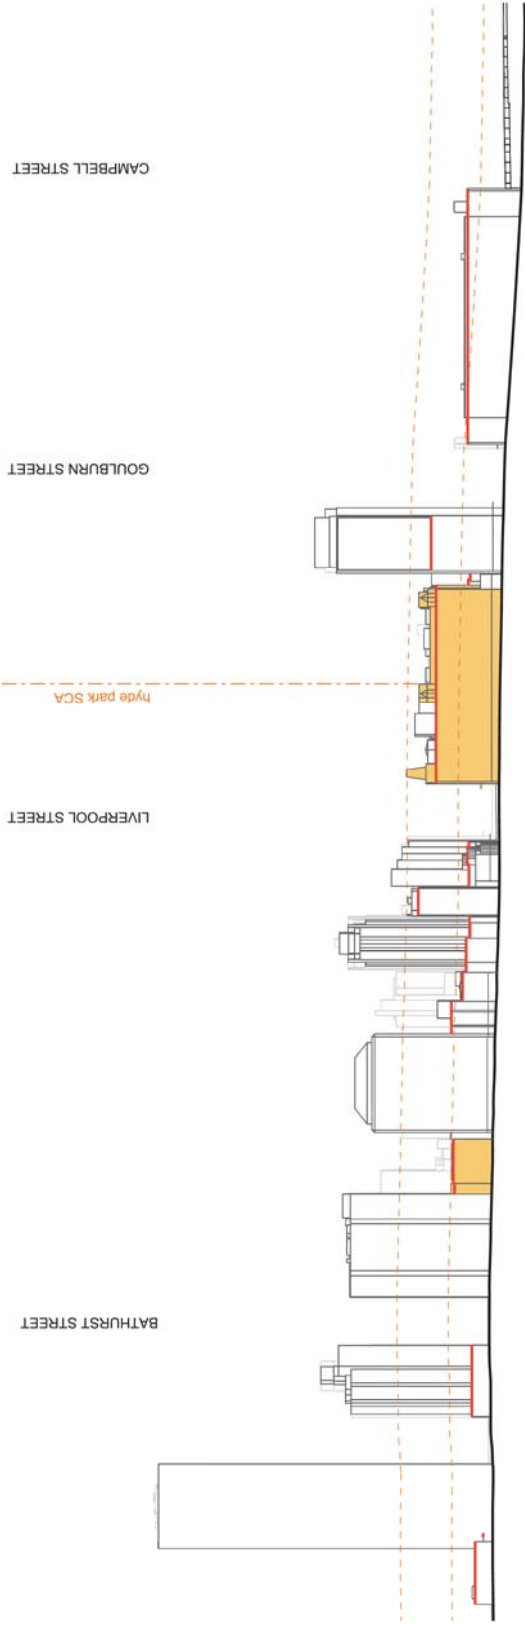 CAMPBELL STREET
GOULBURN STREET
hyde park SCA
LIVERPOOL STREET
BATHURST STREET